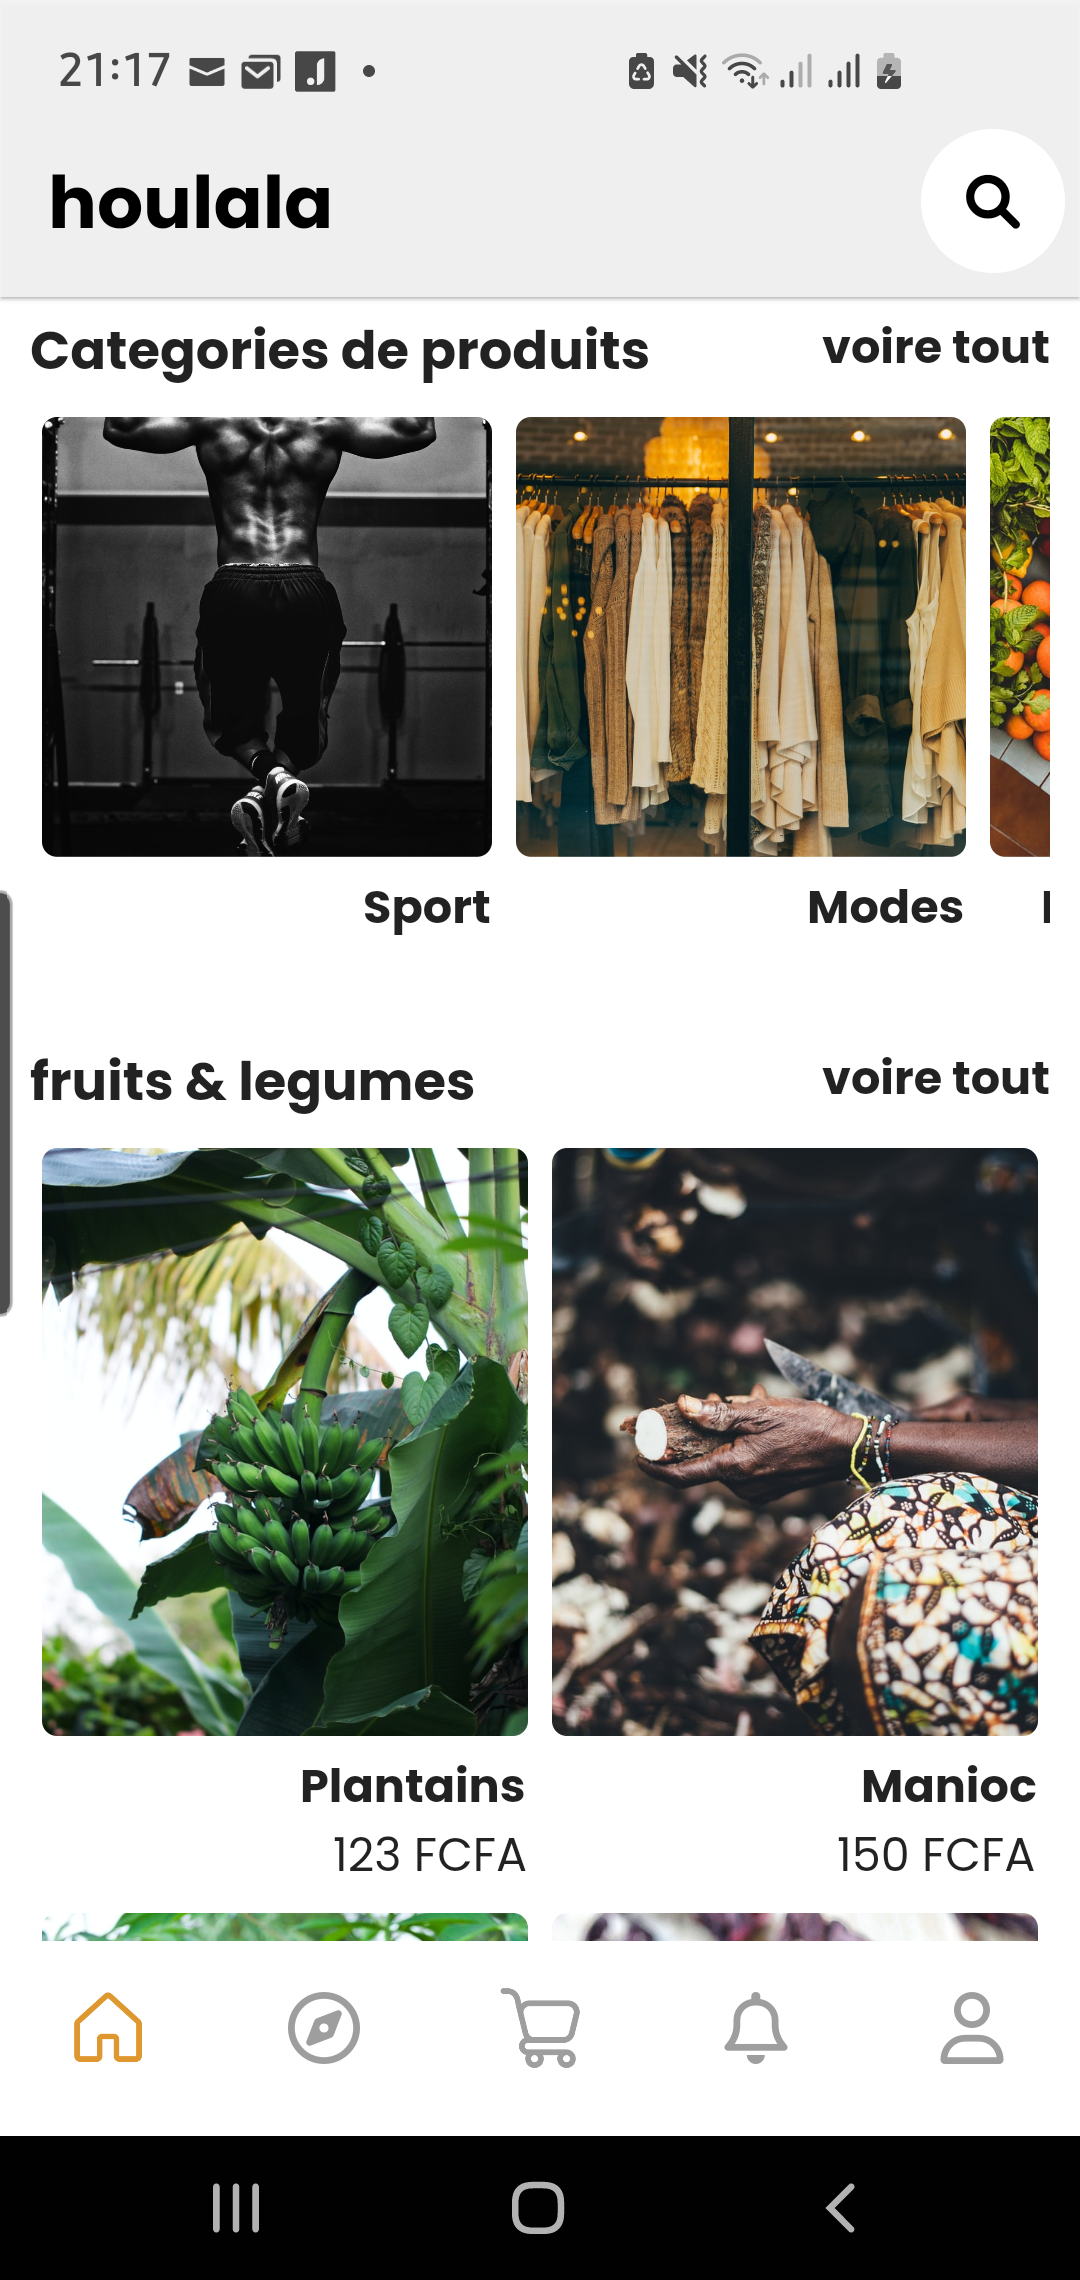 21:17
houlala
Categories de produits voire tout
Sport Modes
fruits & legumes voire tout
Plantains Manioc
123 FCFA 150 FCFA